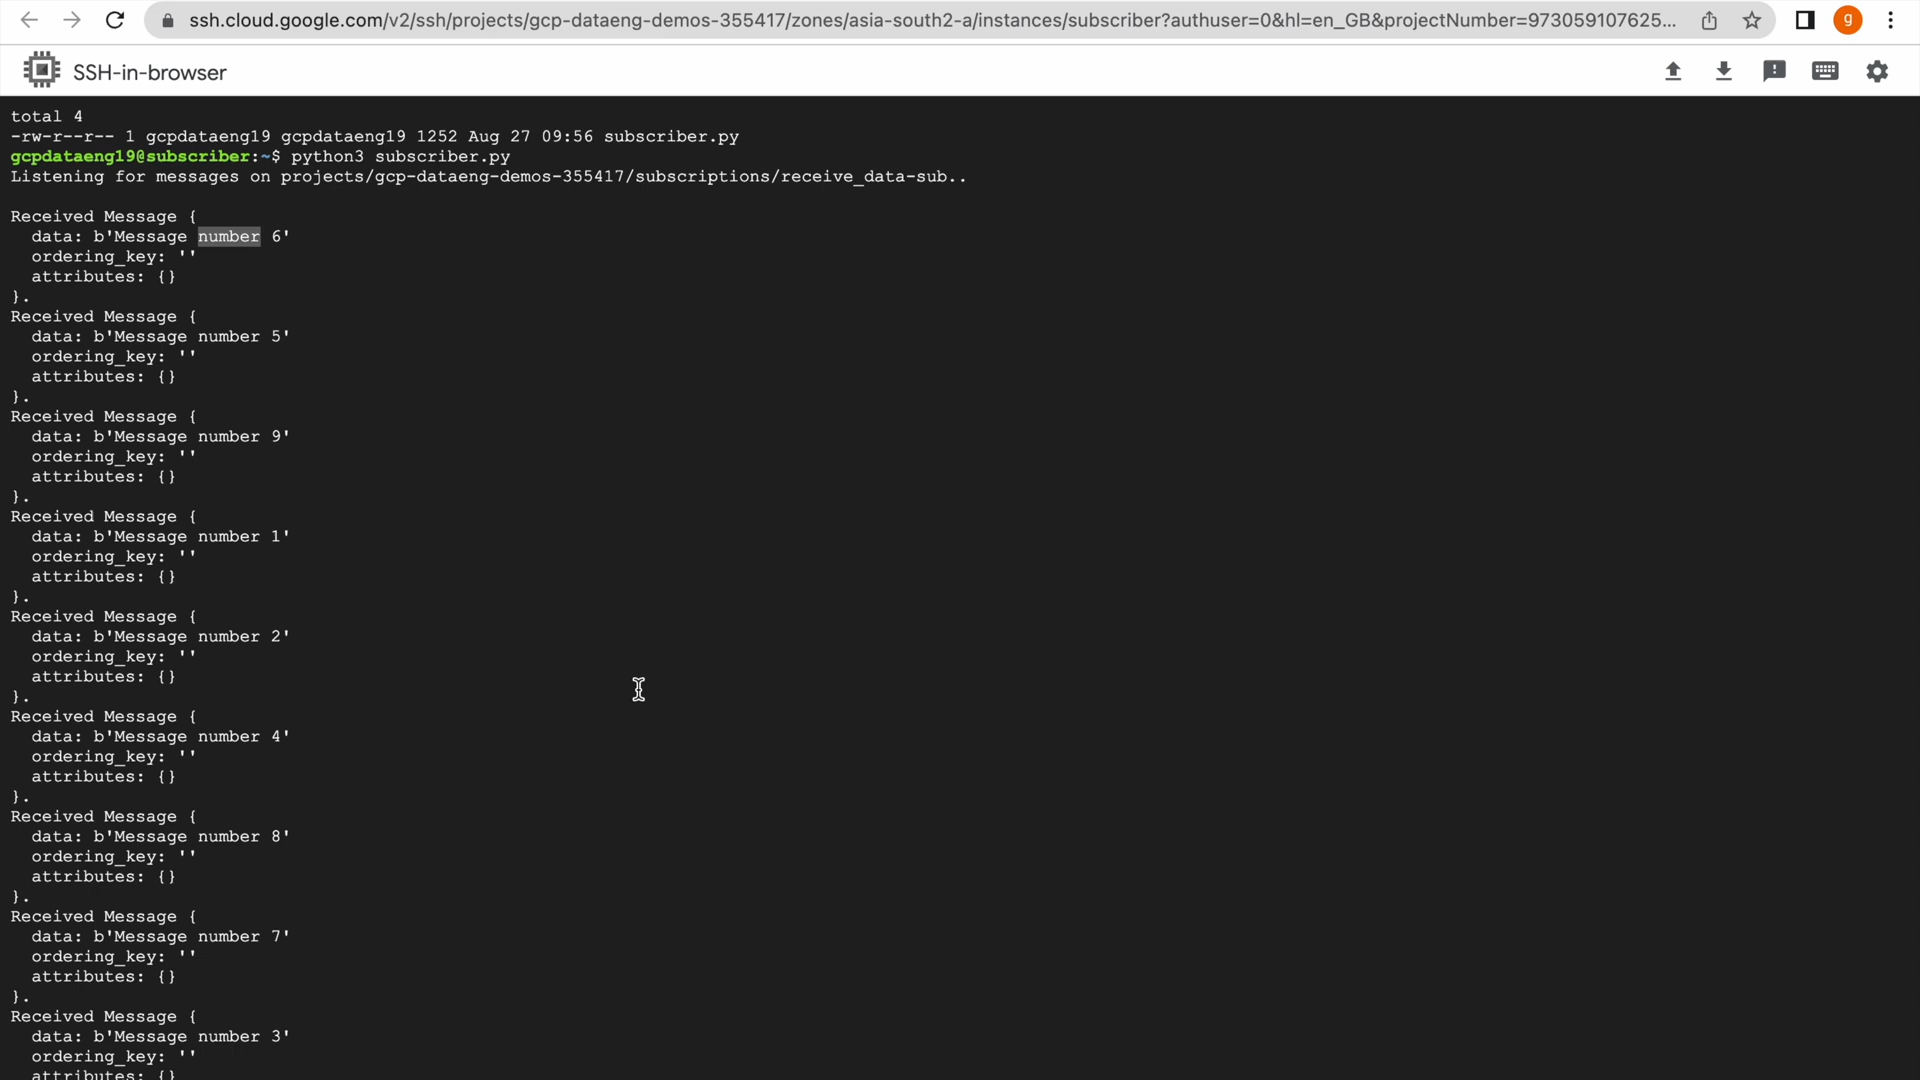 ssh.cloud.google.com/v2/ssh/projects/gcp-dataeng-demos-355417/zones/asia-south2-a/instances/subscriber?authuser=0&hl=en_GB&projectNumber=973059107625...
g
SSH-in-browser
total 4
-rw-r--r-- 1 gcpdataeng19 gcpdataeng19 1252 Aug 27 09:56 subscriber.py
gcpdataeng19@subscriber:~$ python3 subscriber.py
Listening for messages on projects/gcp-dataeng-demos-355417/subscriptions/receive_data-sub..
Received Message {
  data: b'Message number 6'
  ordering_key: ''
  attributes: {}
}.
Received Message {
  data: b'Message number 5'
  ordering_key: ''
  attributes: {}
}.
Received Message {
  data: b'Message number 9'
  ordering_key: ''
  attributes: {}
}.
Received Message {
  data: b'Message number 1'
  ordering_key: ''
  attributes: {}
}.
Received Message {
  data: b'Message number 2'
  ordering_key: ''
  attributes: {}
}.
Received Message {
  data: b'Message number 4'
  ordering_key: ''
  attributes: {}
}.
Received Message {
  data: b'Message number 8'
  ordering_key: ''
  attributes: {}
}.
Received Message {
  data: b'Message number 7'
  ordering_key: ''
  attributes: {}
}.
Received Message {
  data: b'Message number 3'
  ordering_key: ''
  attributes: {}